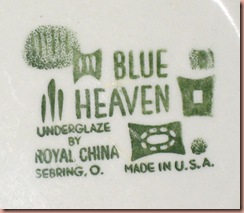 BLUE
HEAVEN
UNDERGLAZE
BY
ROYAL CHINA
SEBRING, O.
MADE IN U.S.A.